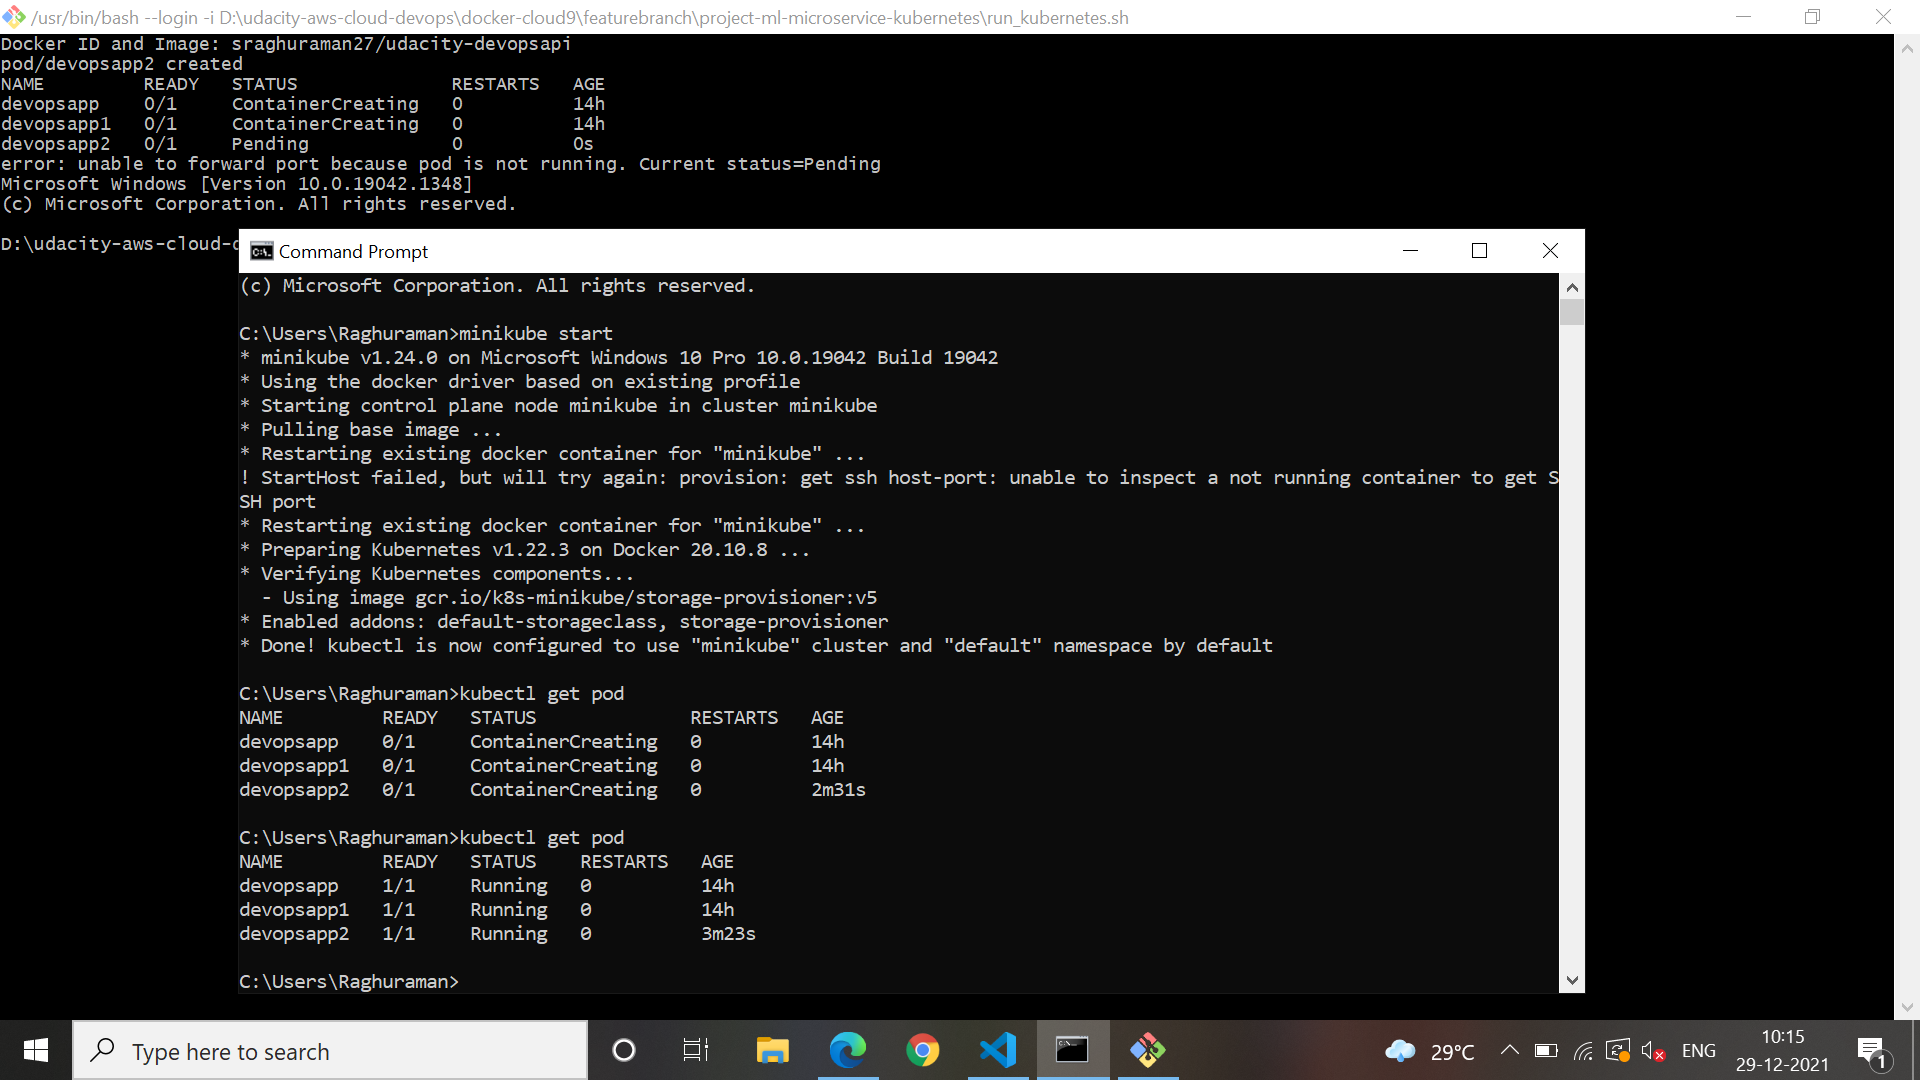 /usr/bin/bash --login -i D:\udacity-aws-cloud-devops\docker-cloud9\featurebranch\project-ml-microservice-kubernetes\run_kubernetes.sh
Docker ID and Image: sraghuraman27/udacity-devopsapi
pod/devopsapp2 created
NAME READY STATUS RESTARTS AGE
devopsapp 0/1 ContainerCreating 0 14h
devopsapp1 0/1 ContainerCreating 0 14h
devopsapp2 0/1 Pending 0 0s
error: unable to forward port because pod is not running. Current status=Pending
Microsoft Windows [Version 10.0.19042.1348]
(c) Microsoft Corporation. All rights reserved.
D:\udacity-aws-cloud-d
Command Prompt
(c) Microsoft Corporation. All rights reserved.
C:\Users\Raghuraman>minikube start
* minikube v1.24.0 on Microsoft Windows 10 Pro 10.0.19042 Build 19042
* Using the docker driver based on existing profile
* Starting control plane node minikube in cluster minikube
* Pulling base image ...
* Restarting existing docker container for "minikube" ...
! StartHost failed, but will try again: provision: get ssh host-port: unable to inspect a not running container to get S
SH port
* Restarting existing docker container for "minikube" ...
* Preparing Kubernetes v1.22.3 on Docker 20.10.8 ...
* Verifying Kubernetes components...
- Using image gcr.io/k8s-minikube/storage-provisioner:v5
* Enabled addons: default-storageclass, storage-provisioner
* Done! kubectl is now configured to use "minikube" cluster and "default" namespace by default
C:\Users\Raghuraman>kubectl get pod
NAME READY STATUS RESTARTS AGE
devopsapp 0/1 ContainerCreating 0 14h
devopsapp1 0/1 ContainerCreating 0 14h
devopsapp2 0/1 ContainerCreating 0 2m31s
C:\Users\Raghuraman>kubectl get pod
NAME READY STATUS RESTARTS AGE
devopsapp 1/1 Running 0 14h
devopsapp1 1/1 Running 0 14h
devopsapp2 1/1 Running 0 3m23s
C:\Users\Raghuraman>
Type here to search
29°C
ENG
10:15
29-12-2021
1